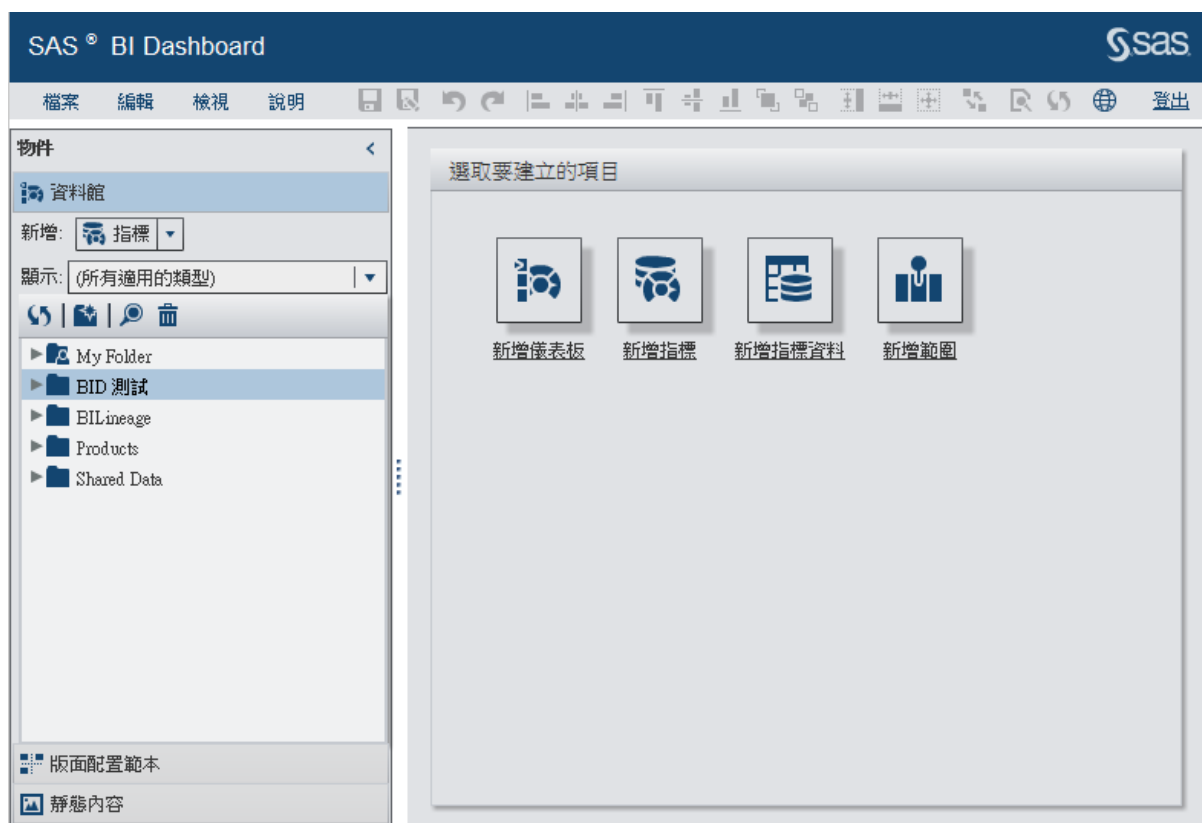 SAS ® BI Dashboard
sas
檔案 編輯 檢視 說明 登出
物件
資料館
新增: 指標
顯示: (所有適用的類型)
My Folder
BID 測試
BILineage
Products
Shared Data
版面配置範本
靜態內容
選取要建立的項目
新增儀表板 新增指標 新增指標資料 新增範圍